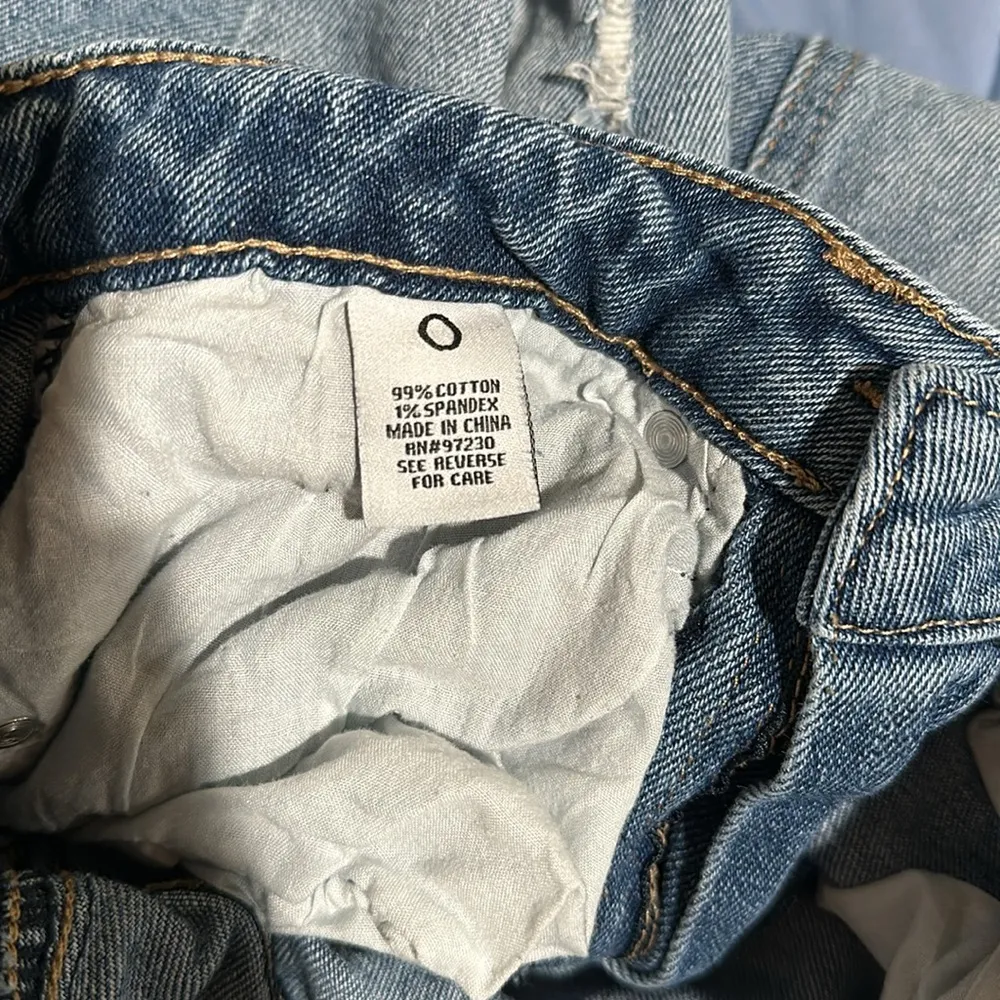 0
99% COTTON
1% SPANDEX
MADE IN CHINA
RN#97230
SEE REVERSE
FOR CARE